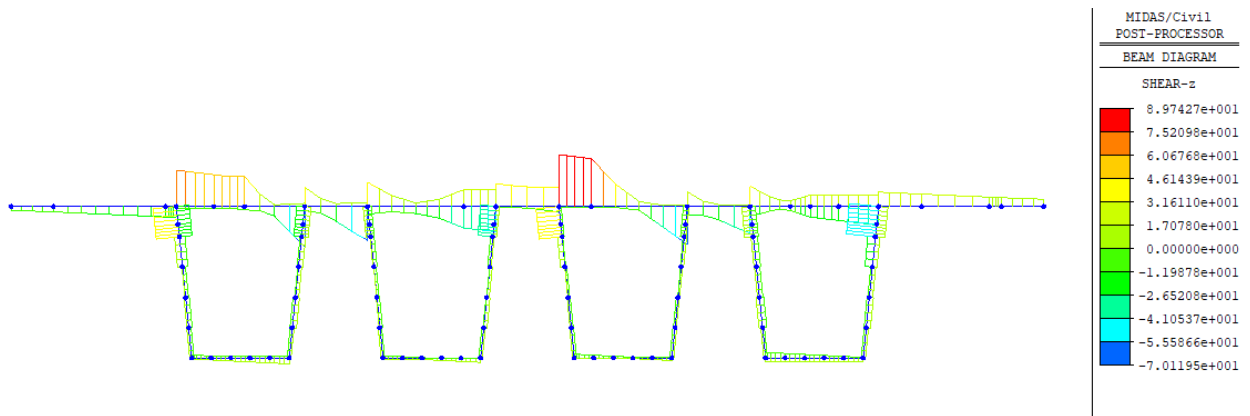 MIDAS/Civil
POST-PROCESSOR
BEAM DIAGRAM
SHEAR-z
8.97427e+001
7.52098e+001
6.06768e+001
4.61439e+001
3.16110e+001
1.70780e+001
0.00000e+000
-1.19878e+001
-2.65208e+001
-4.10537e+001
-5.55866e+001
-7.01195e+001